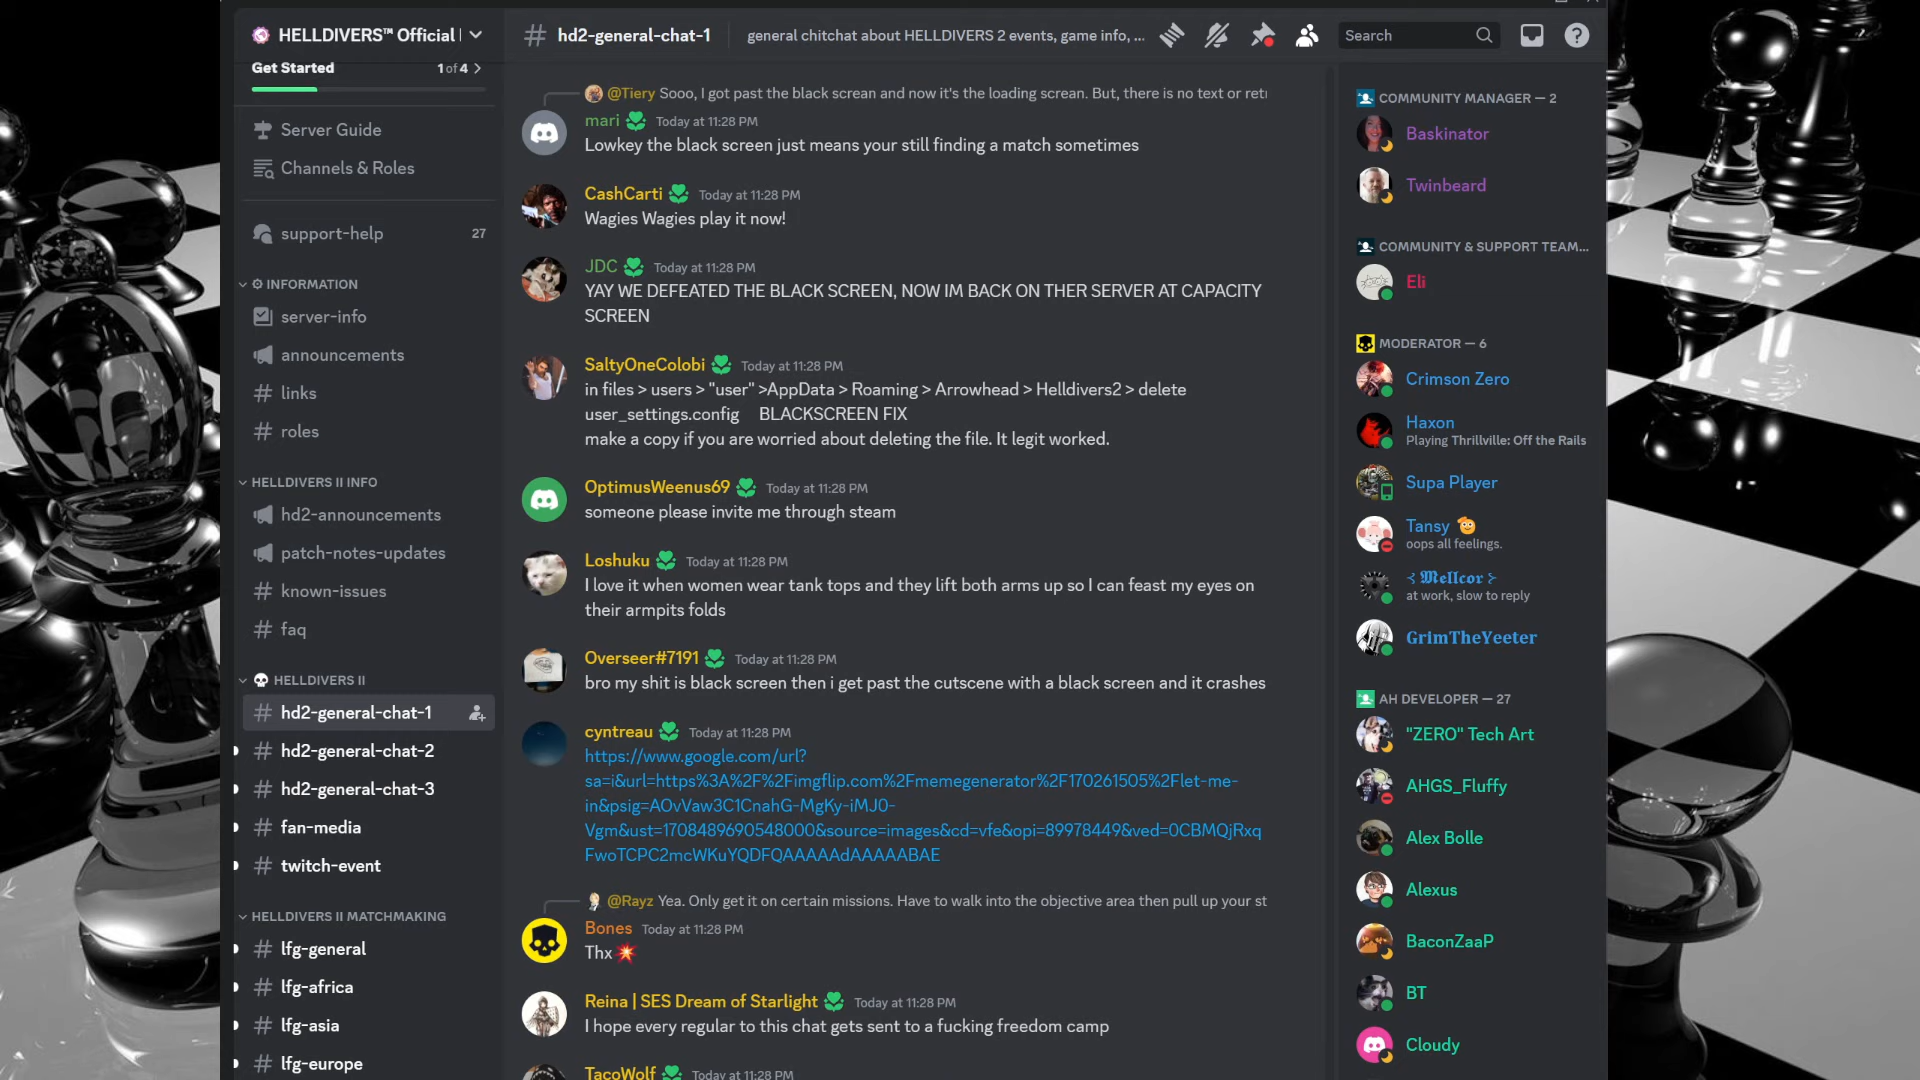 HELLDIVERS™ Official
Get Started
1 of 4
Server Guide
Channels & Roles
support-help
27
INFORMATION
server-info
announcements
links
roles
HELLDIVERS II INFO
hd2-announcements
patch-notes-updates
known-issues
faq
HELLDIVERS II
hd2-general-chat-1
hd2-general-chat-2
hd2-general-chat-3
fan-media
twitch-event
HELLDIVERS II MATCHMAKING
lfg-general
lfg-africa
lfg-asia
lfg-europe
# hd2-general-chat-1
general chitchat about HELLDIVERS 2 events, game info, ...
Search
@Tiery Sooo, I got past the black screan and now it's the loading screan. But, there is no text or
mari Today at 11:28 PM
Lowkey the black screen just means your still finding a match sometimes
CashCarti Today at 11:28 PM
Wagies Wagies play it now!
JDC Today at 11:28 PM
YAY WE DEFEATED THE BLACK SCREEN, NOW IM BACK ON THER SERVER AT CAPACITY
SCREEN
SaltyOneColobi Today at 11:28 PM
in files > users > "user" >AppData > Roaming > Arrowhead > Helldivers2 > delete
user_settings.config BLACKSCREEN FIX
make a copy if you are worried about deleting the file. It legit worked.
OptimusWeenus69 Today at 11:28 PM
someone please invite me through steam
Loshuku Today at 11:28 PM
I love it when women wear tank tops and they lift both arms up so I can feast my eyes on
their armpits folds
Overseer#7191 Today at 11:28 PM
bro my shit is black screen then i get past the cutscene with a black screen and it crashes
cyntreau Today at 11:28 PM
https://www.google.com/url?
sa=i&url=https%3A%2F%2Fimgflip.com%2Fmemegenerator%2F170261505%2Flet-me-
in&psig=AOvVaw3C1CnahG-MgKy-iMJ0-
Vgm&ust=1708489690548000&source=images&cd=vfe&opi=89978449&ved=0CBMQjRxq
FwoTCPC2mcWKuYQDFQAAAAAdAAAAABAE
@Rayz Yea. Only get it on certain missions. Have to walk into the objective area then pull up your st
Bones Today at 11:28 PM
Thx
Reina | SES Dream of Starlight Today at 11:28 PM
I hope every regular to this chat gets sent to a fucking freedom camp
TacoWolf Today at 11:28 PM
COMMUNITY MANAGER — 2
Baskinator
Twinbeard
COMMUNITY & SUPPORT TEAM...
Eli
MODERATOR — 6
Crimson Zero
Haxon
Playing Thrillville: Off the Rails
Supa Player
Tansy
oops all feelings.
⊰ 𝕸𝖊𝖑𝖑𝖈𝖔𝖗 ⊱
at work, slow to reply
GrimTheYeeter
AH DEVELOPER — 27
"ZERO" Tech Art
AHGS_Fluffy
Alex Bolle
Alexus
BaconZaaP
BT
Cloudy